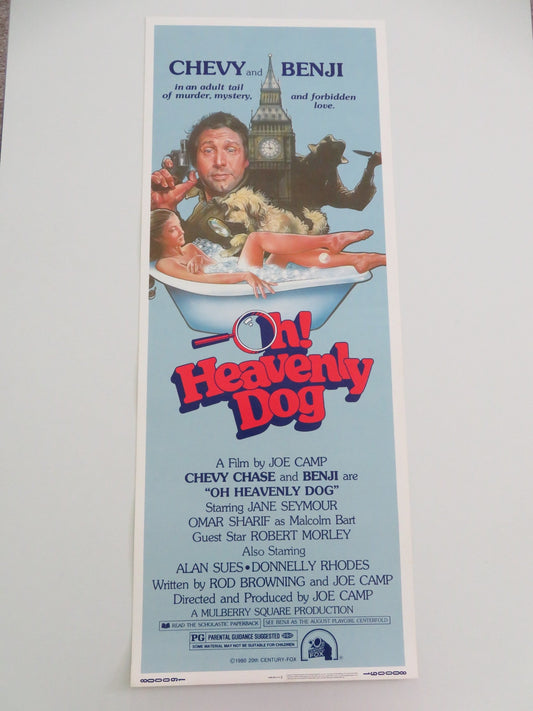 CHEVY and BENJI
in an adult tail
of murder, mystery,
and forbidden
love.
Oh!
Heavenly
Dog
A Film by JOE CAMP
CHEVY CHASE and BENJI are
"OH HEAVENLY DOG"
Starring JANE SEYMOUR
OMAR SHARIF as Malcolm Bart
Guest Star ROBERT MORLEY
Also Starring
ALAN SUES • DONNELLY RHODES
Written by ROD BROWNING and JOE CAMP
Directed and Produced by JOE CAMP
A MULBERRY SQUARE PRODUCTION
READ THE SCHOLASTIC PAPERBACK SEE BENJI AS THE AUGUST PLAYGIRL CENTERFOLD
PG PARENTAL GUIDANCE SUGGESTED
SOME MATERIAL MAY NOT BE SUITABLE FOR CHILDREN
©1980 20th CENTURY-FOX
800081